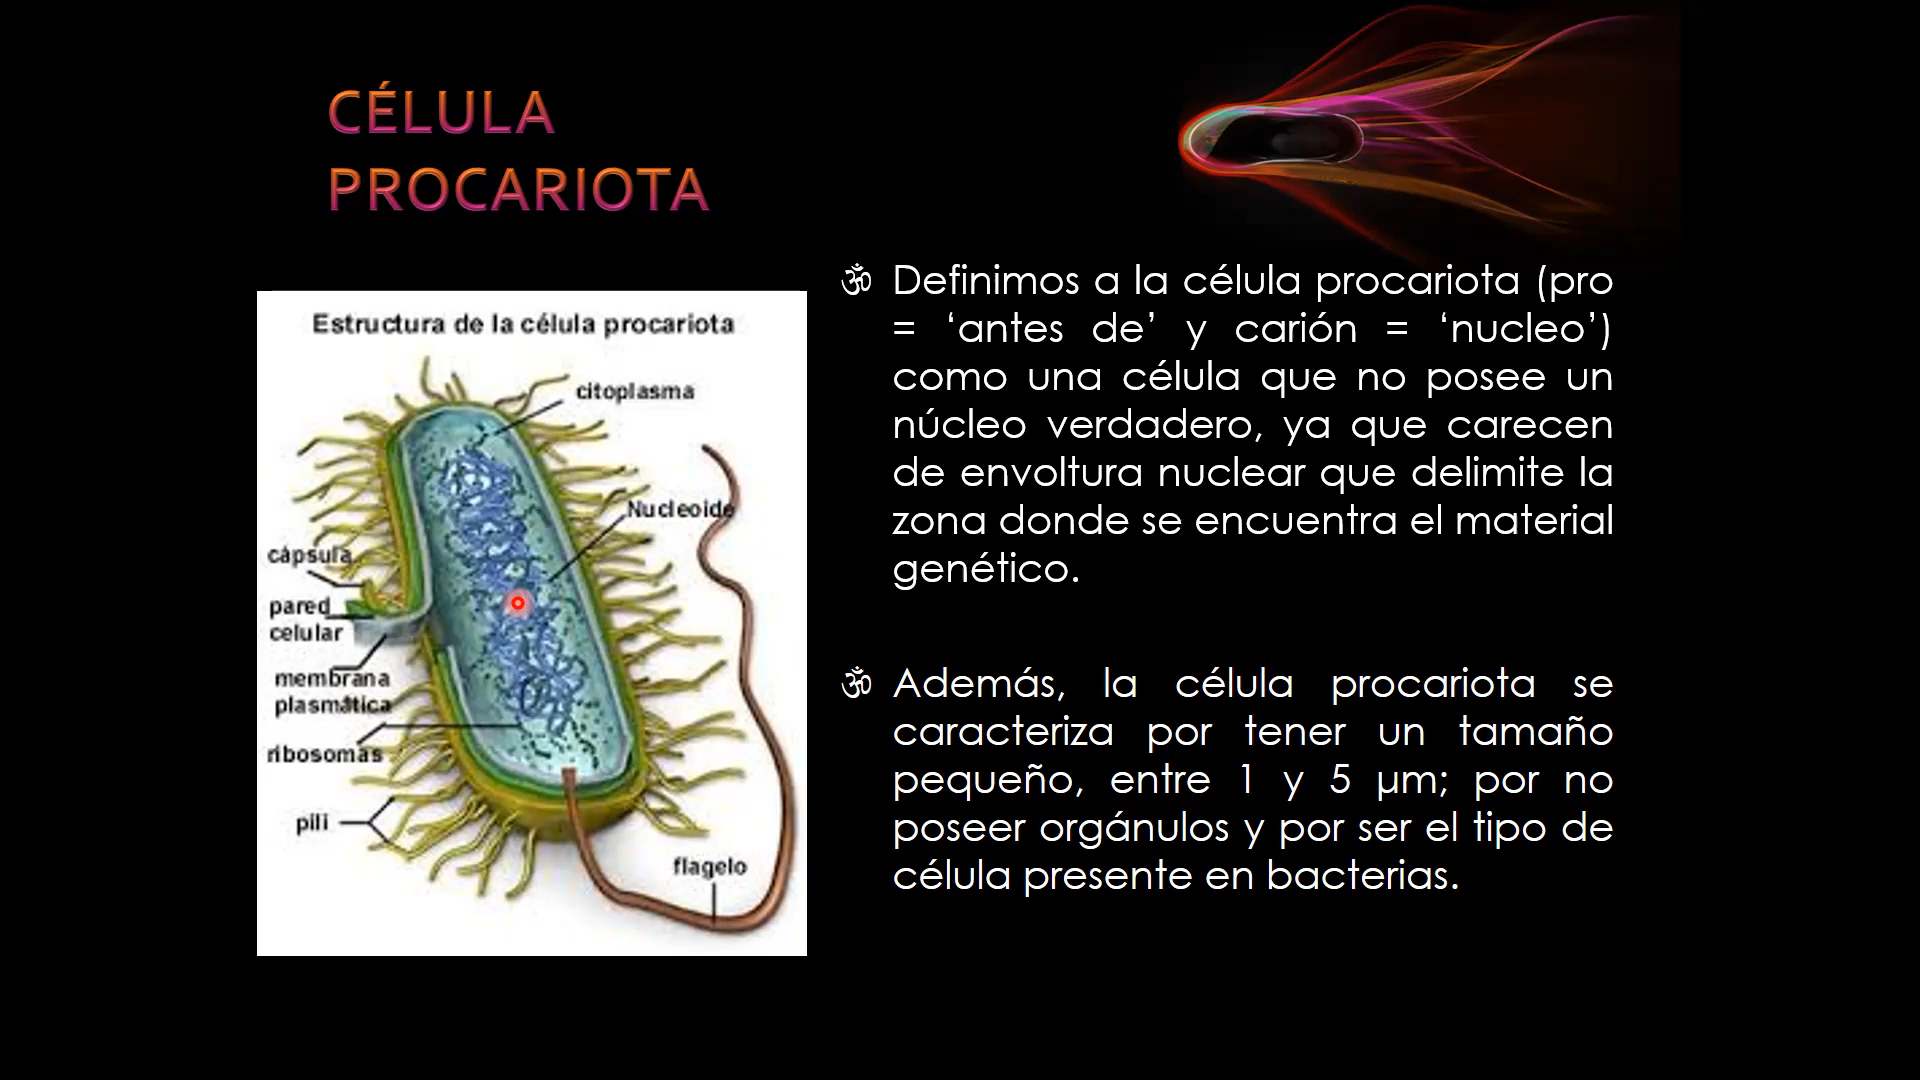 CÉLULA
PROCARIOTA
Estructura de la célula procariota
citoplasma
Nucleoide
cápsula
pared
celular
membrana
plasmática
ribosomas
pili
flagelo
ॐ Definimos a la célula procariota (pro
= ‘antes de’ y carión = ‘nucleo’)
como una célula que no posee un
núcleo verdadero, ya que carecen
de envoltura nuclear que delimite la
zona donde se encuentra el material
genético.
ॐ Además, la célula procariota se
caracteriza por tener un tamaño
pequeño, entre 1 y 5 µm; por no
poseer orgánulos y por ser el tipo de
célula presente en bacterias.